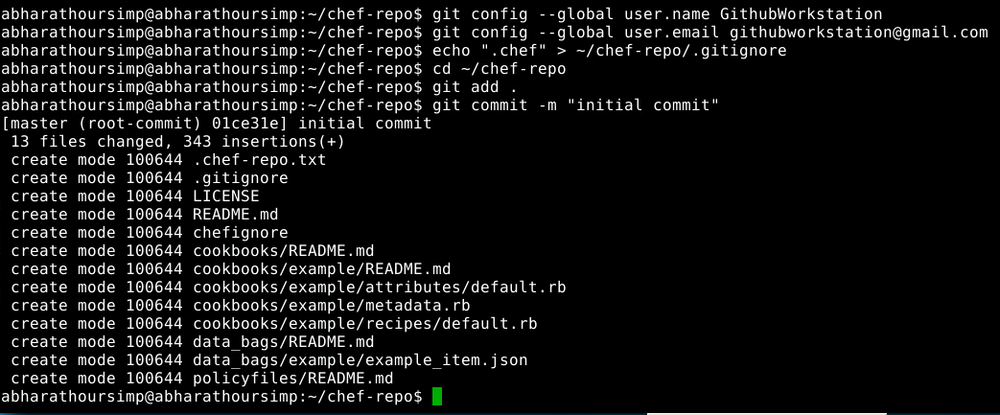 abharathoursimp@abharathoursimp:~/chef-repo$ git config --global user.name GithubWorkstation
abharathoursimp@abharathoursimp:~/chef-repo$ git config --global user.email githubworkstation@gmail.com
abharathoursimp@abharathoursimp:~/chef-repo$ echo ".chef" > ~/chef-repo/.gitignore
abharathoursimp@abharathoursimp:~/chef-repo$ cd ~/chef-repo
abharathoursimp@abharathoursimp:~/chef-repo$ git add .
abharathoursimp@abharathoursimp:~/chef-repo$ git commit -m "initial commit"
[master (root-commit) 01ce31e] initial commit
 13 files changed, 343 insertions(+)
 create mode 100644 .chef-repo.txt
 create mode 100644 .gitignore
 create mode 100644 LICENSE
 create mode 100644 README.md
 create mode 100644 chefignore
 create mode 100644 cookbooks/README.md
 create mode 100644 cookbooks/example/README.md
 create mode 100644 cookbooks/example/attributes/default.rb
 create mode 100644 cookbooks/example/metadata.rb
 create mode 100644 cookbooks/example/recipes/default.rb
 create mode 100644 data_bags/README.md
 create mode 100644 data_bags/example/example_item.json
 create mode 100644 policyfiles/README.md
abharathoursimp@abharathoursimp:~/chef-repo$